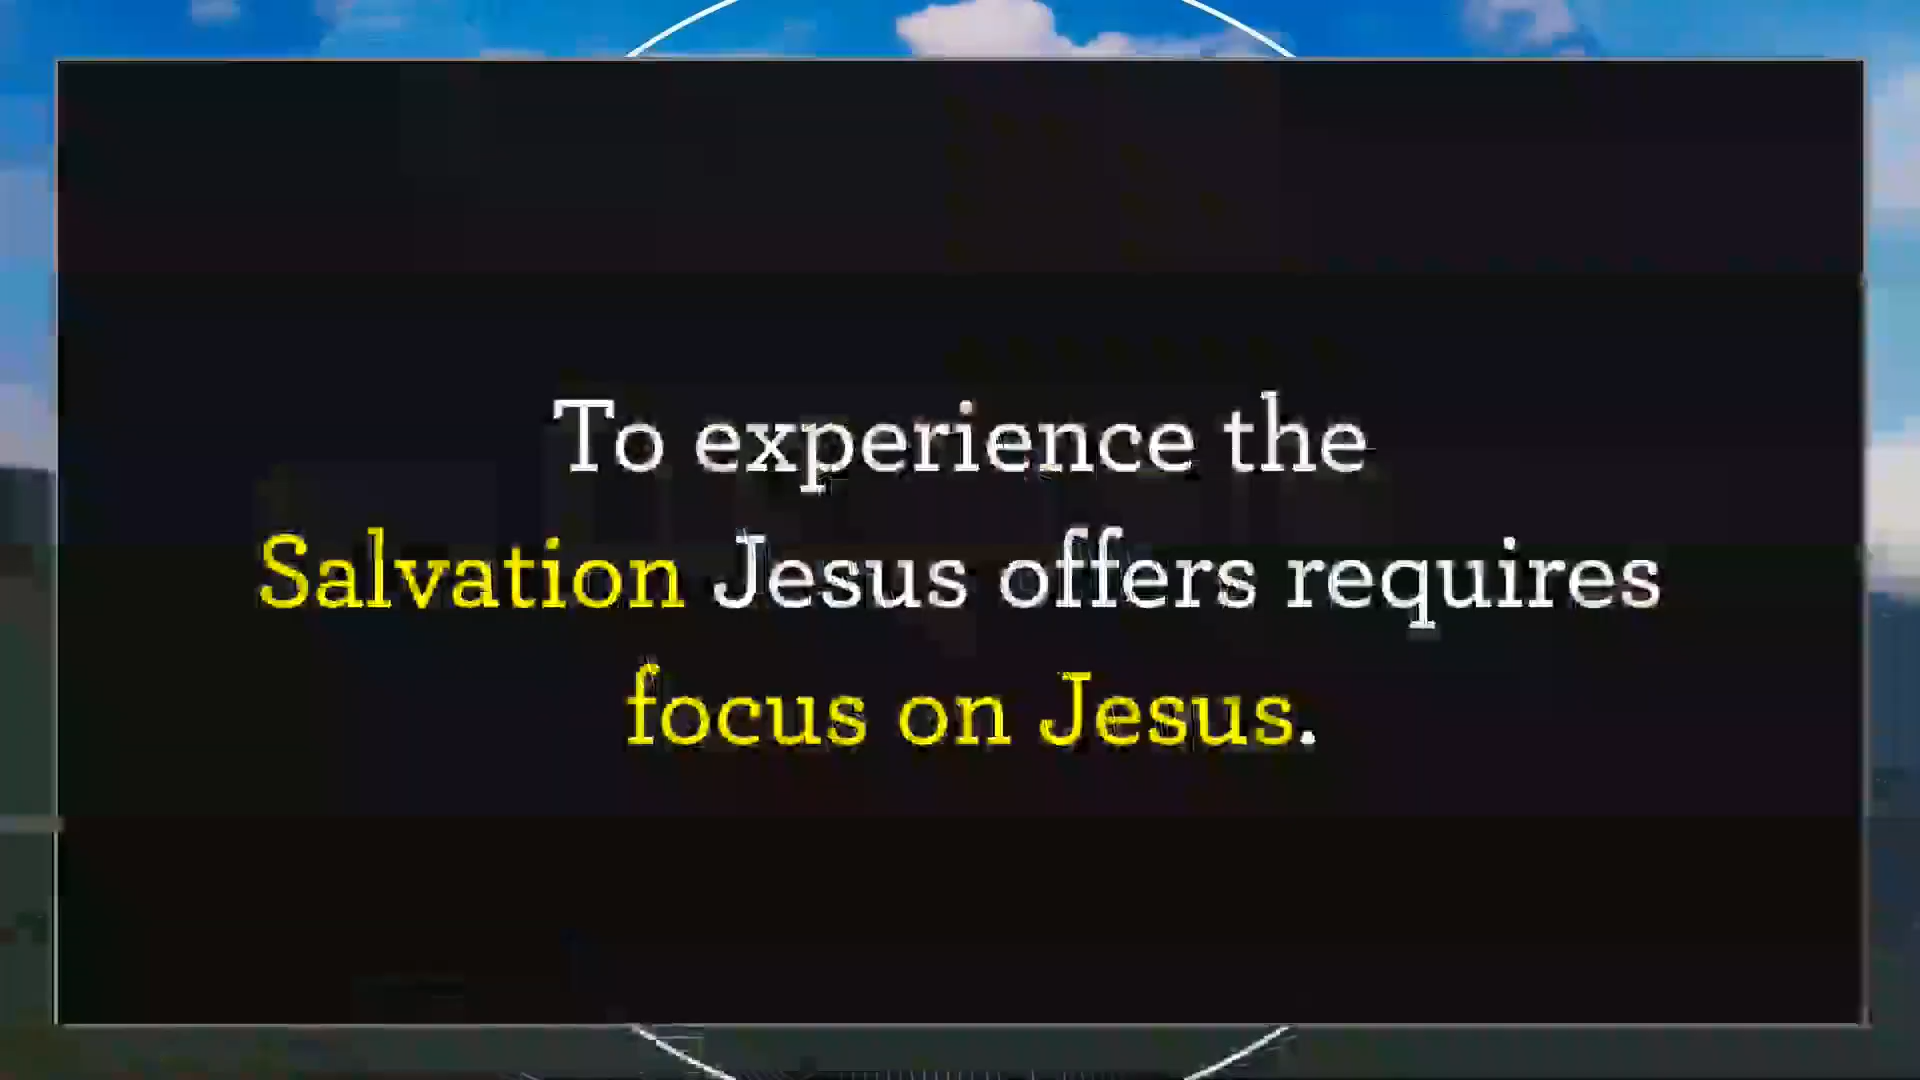 To experience the
Salvation Jesus offers requires
focus on Jesus.